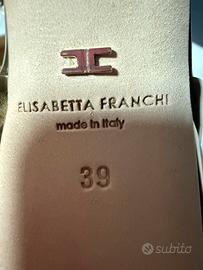 ELISABETTA FRANCHI
made in Italy
39
subito